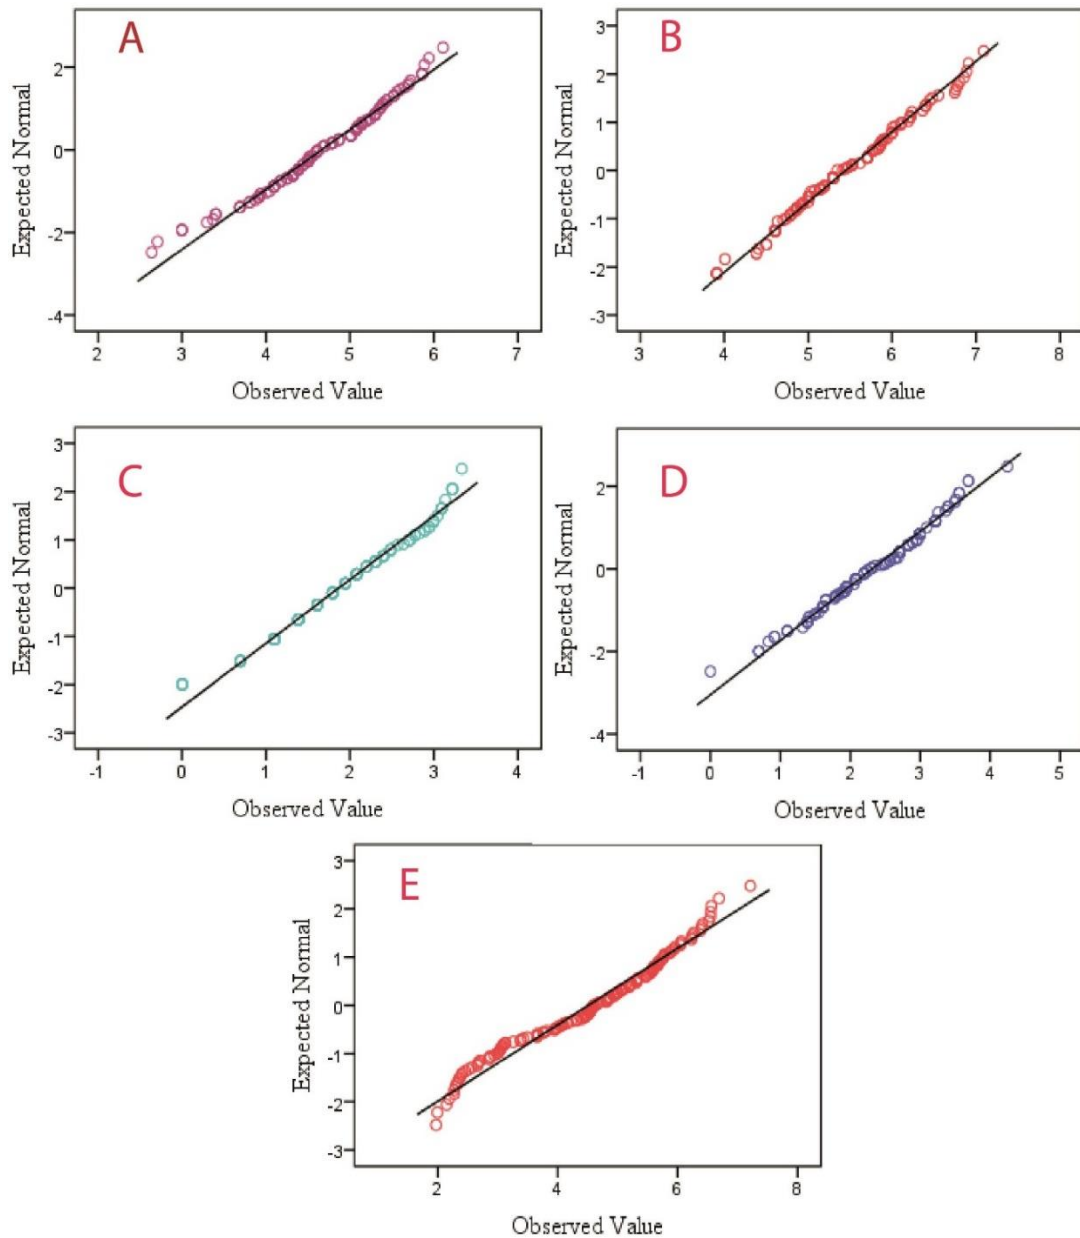 A
Expected Normal
2
0
-2
-4
2 3 4 5 6 7
Observed Value
B
Expected Normal
3
2
1
0
-1
-2
-3
3 4 5 6 7 8
Observed Value
C
Expected Normal
3
2
1
0
-1
-2
-3
-1 0 1 2 3 4
Observed Value
D
Expected Normal
2
0
-2
-4
-1 0 1 2 3 4 5
Observed Value
E
Expected Normal
3
2
1
0
-1
-2
-3
2 4 6 8
Observed Value